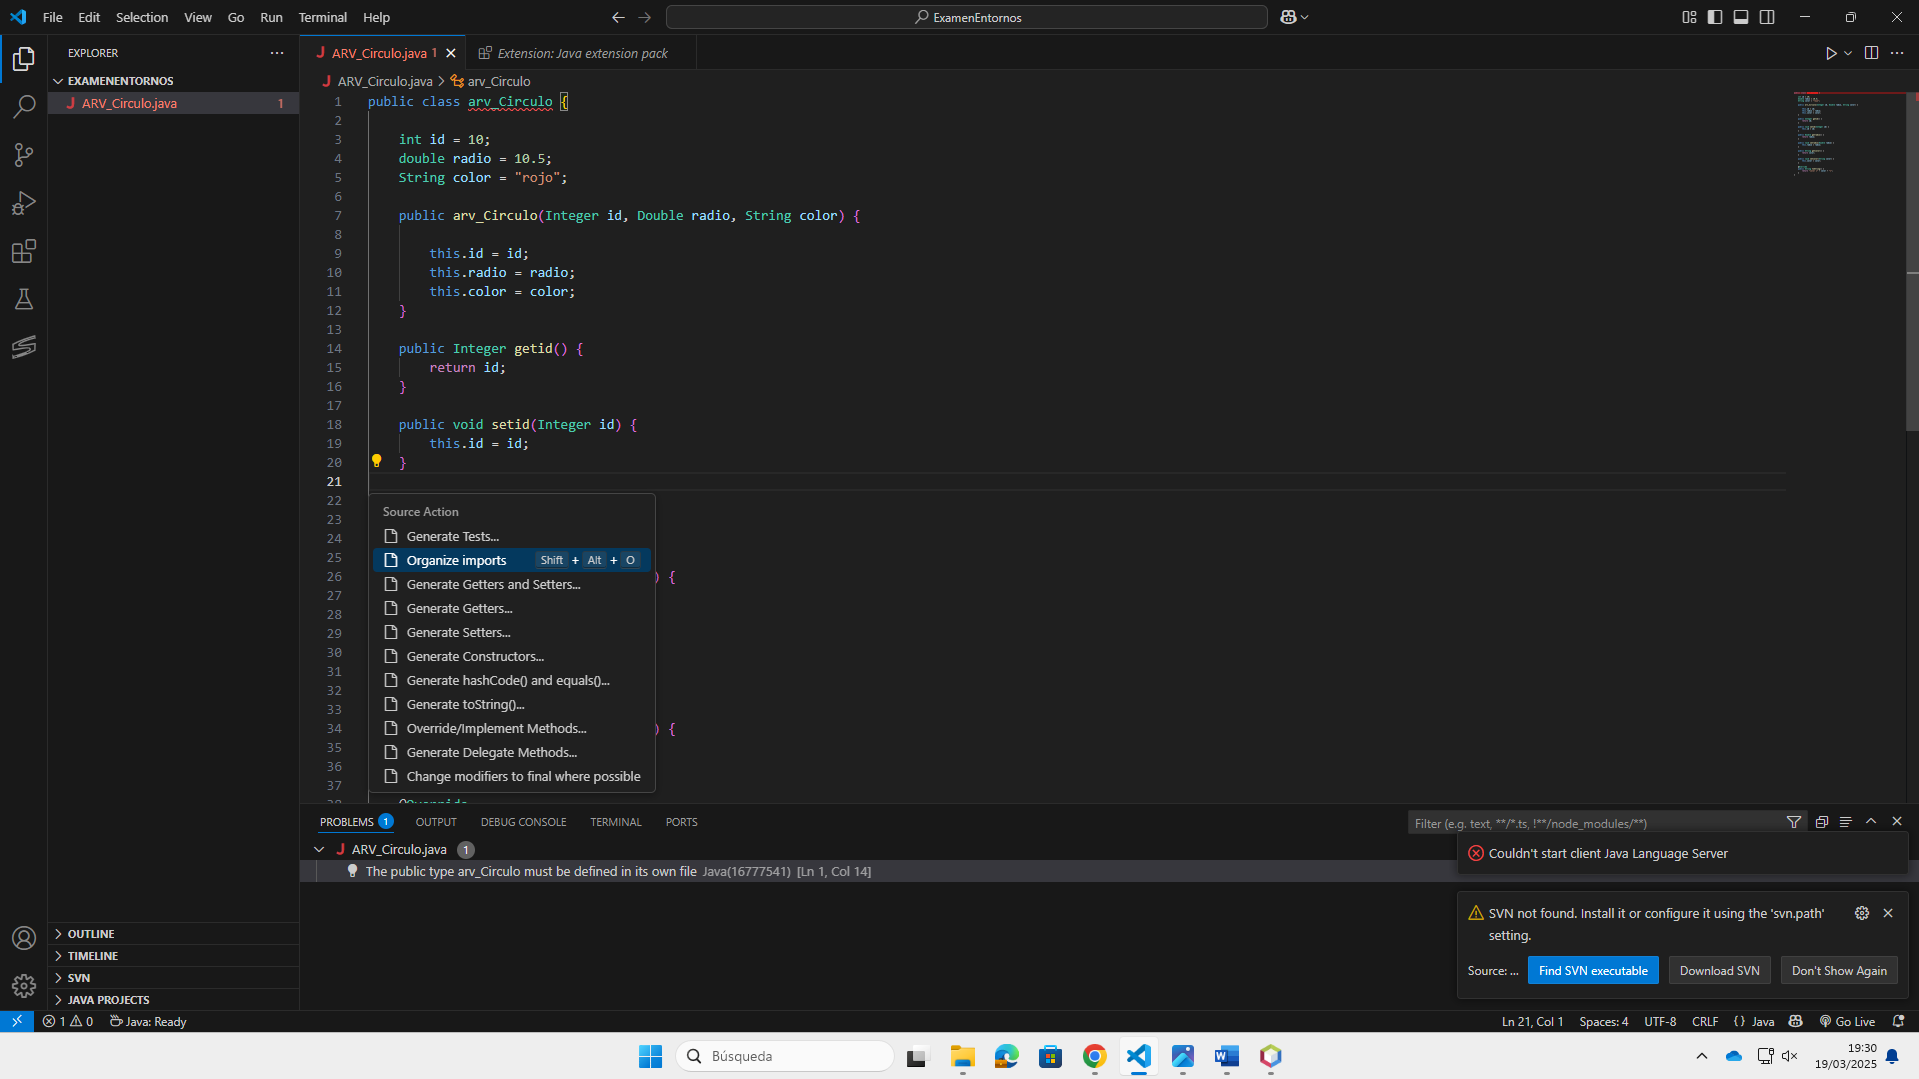 File Edit Selection View Go Run Terminal Help
ExamenEntornos
EXPLORER
EXAMENENTORNOS
ARV_Circulo.java 1
ARV_Circulo.java 1
Extension: Java extension pack
ARV_Circulo.java > arv_Circulo
1 public class arv_Circulo {
2
3 int id = 10;
4 double radio = 10.5;
5 String color = "rojo";
6
7 public arv_Circulo(Integer id, Double radio, String color) {
8
9 this.id = id;
10 this.radio = radio;
11 this.color = color;
12 }
13
14 public Integer getid() {
15 return id;
16 }
17
18 public void setid(Integer id) {
19 this.id = id;
20 }
21
22
23
24
25
26 ) {
27
28
29
30
31
32
33
34 ) {
35
36
37
Source Action
Generate Tests...
Organize imports Shift + Alt + O
Generate Getters and Setters...
Generate Getters...
Generate Setters...
Generate Constructors...
Generate hashCode() and equals()...
Generate toString()...
Override/Implement Methods...
Generate Delegate Methods...
Change modifiers to final where possible
PROBLEMS 1 OUTPUT DEBUG CONSOLE TERMINAL PORTS
Filter (e.g. text, **/*.ts, !**/node_modules/**)
ARV_Circulo.java 1
The public type arv_Circulo must be defined in its own file Java(16777541) [Ln 1, Col 14]
Couldn't start client Java Language Server
SVN not found. Install it or configure it using the 'svn.path'
setting.
Source: ...
Find SVN executable
Download SVN
Don't Show Again
OUTLINE
TIMELINE
SVN
JAVA PROJECTS
1 0 Java: Ready
Ln 21, Col 1 Spaces: 4 UTF-8 CRLF {} Java Go Live
Búsqueda
19:30
19/03/2025